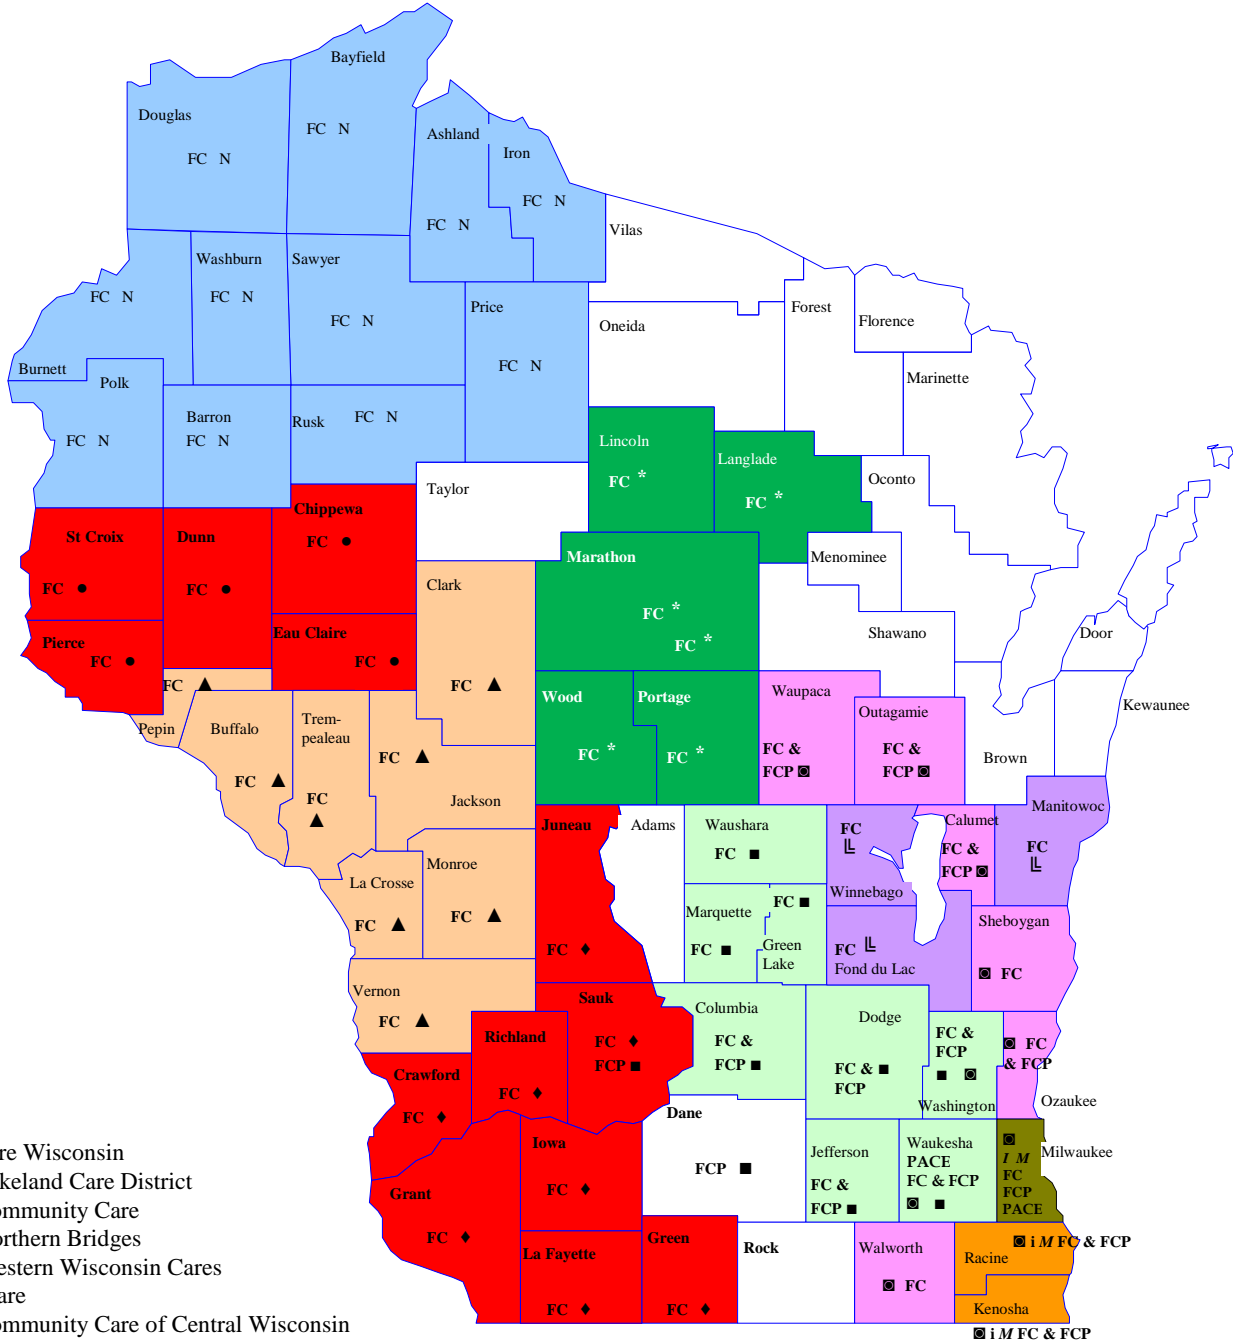 Bayfield
FC N
Douglas
FC N
Ashland
FC N
Iron
FC N
Vilas
Washburn
FC N
Sawyer
FC N
FC N
Burnett
Price
FC N
Forest
Florence
Oneida
Marinette
Polk
FC N
Barron
FC N
Rusk
FC N
Lincoln
FC *
Langlade
FC *
Oconto
Taylor
Chippewa
FC ●
St Croix
FC ●
Dunn
FC ●
Marathon
FC *
FC *
Menominee
Clark
FC ▲
Shawano
Door
Eau Claire
FC ●
Pierce
FC ●
FC ▲
Pepin
Buffalo
FC ▲
Trem-
pealeau
FC
▲
FC ▲
Jackson
Wood
FC *
Portage
FC *
Waupaca
FC &
FCP ◙
Outagamie
FC &
FCP ◙
Brown
Kewaunee
Manitowoc
FC
╚
Calumet
FC &
FCP ◙
FC
╚
Winnebago
Juneau
FC ♦
Adams
Waushara
FC ■
Monroe
FC ▲
La Crosse
FC ▲
Marquette
FC ■
FC ■
Green
Lake
FC ╚
Fond du Lac
Sheboygan
◙ FC
Vernon
FC ▲
Sauk
FC ♦
FCP ■
Columbia
FC &
FCP ■
Dodge
FC & ■
FCP
FC &
FCP
■ ◙
Washington
◙ FC
& FCP
Ozaukee
Richland
FC ♦
Crawford
FC ♦
Dane
FCP ■
Iowa
FC ♦
Jefferson
FC &
FCP ■
Waukesha
PACE
FC & FCP
◙ ■
Milwaukee
◙
I M
FC
FCP
PACE
Grant
FC ♦
La Fayette
FC ♦
Green
FC ♦
Rock
Walworth
◙ FC
Racine
◙ i M FC & FCP
Kenosha
◙ i M FC & FCP
re Wisconsin
keland Care District
ommunity Care
orthern Bridges
estern Wisconsin Cares
are
ommunity Care of Central Wisconsin